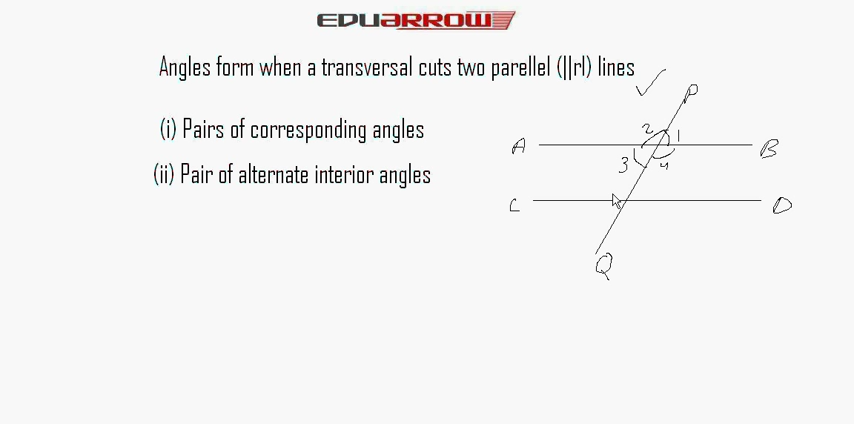 EDUARROW
Angles form when a transversal cuts two parellel (||rl) lines
P
(i) Pairs of corresponding angles
2 1
A B
3 4
(ii) Pair of alternate interior angles
C D
Q